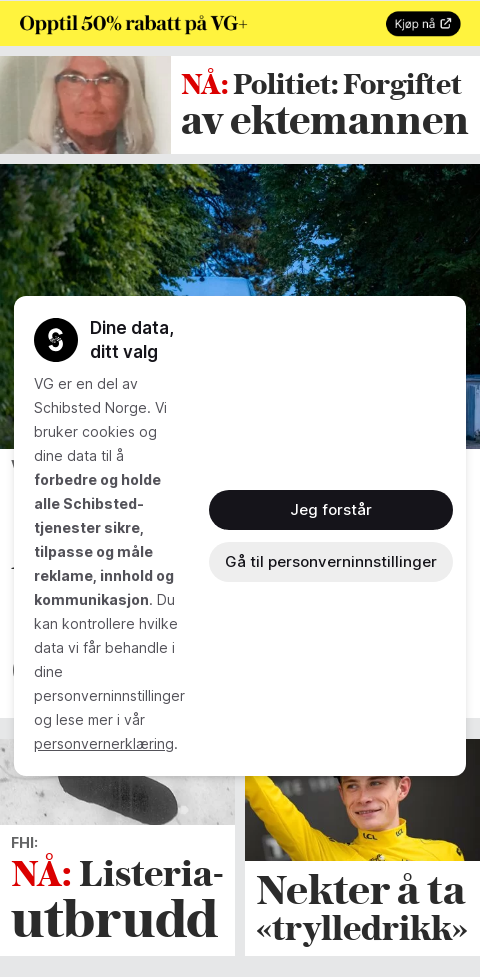 Opptil 50% rabatt på VG+
Kjøp nå
NÅ: Politiet: Forgiftet
av ektemannen
Dine data,
ditt valg
VG er en del av
Schibsted Norge. Vi
bruker cookies og
dine data til å
forbedre og holde
alle Schibsted-
tjenester sikre,
tilpasse og måle
reklame, innhold og
kommunikasjon. Du
kan kontrollere hvilke
data vi får behandle i
dine
personverninnstillinger
og lese mer i vår
personvernerklæring.
Jeg forstår
Gå til personverninnstillinger
FHI:
NÅ: Listeria-
utbrudd
Nekter å ta
«trylledrikk»